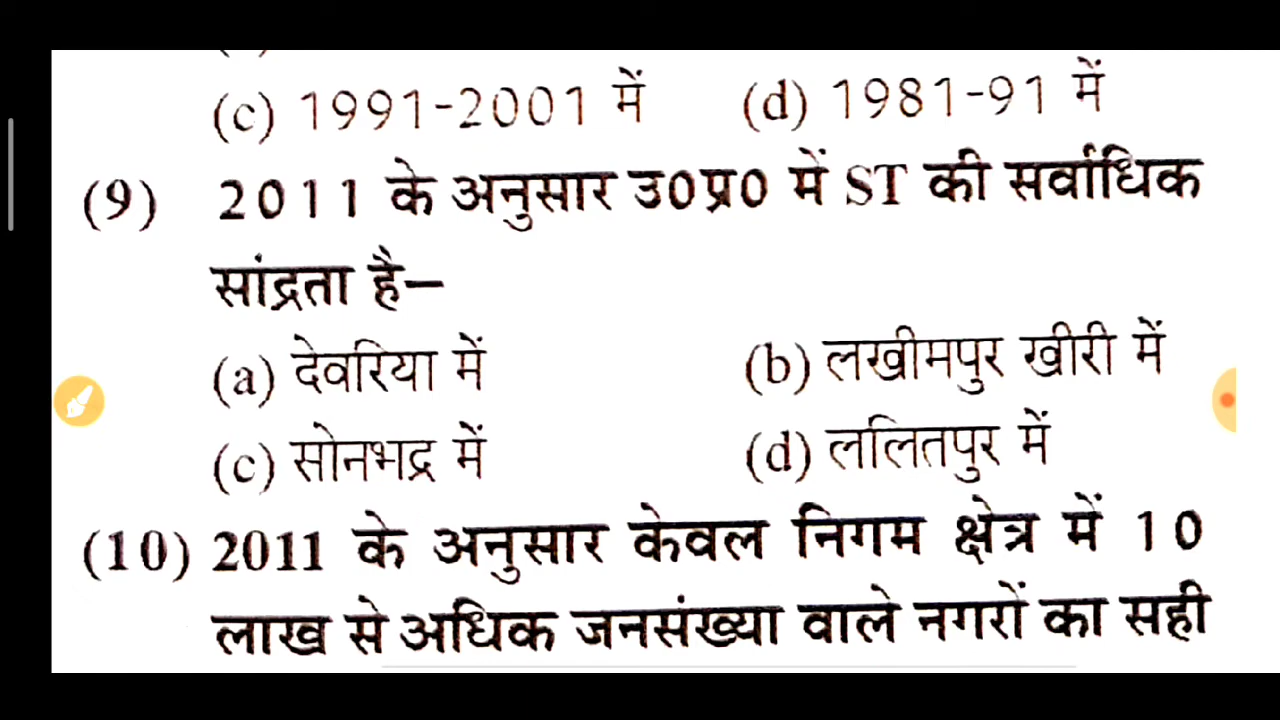 (c) 1991-2001 में (d) 1981-91 में
(9) 2011 के अनुसार उ0प्र0 में ST की सर्वाधिक
सांद्रता है–
(a) देवरिया में (b) लखीमपुर खीरी में
(c) सोनभद्र में (d) ललितपुर में
(10) 2011 के अनुसार केवल निगम क्षेत्र में 10
लाख से अधिक जनसंख्या वाले नगरों का सही